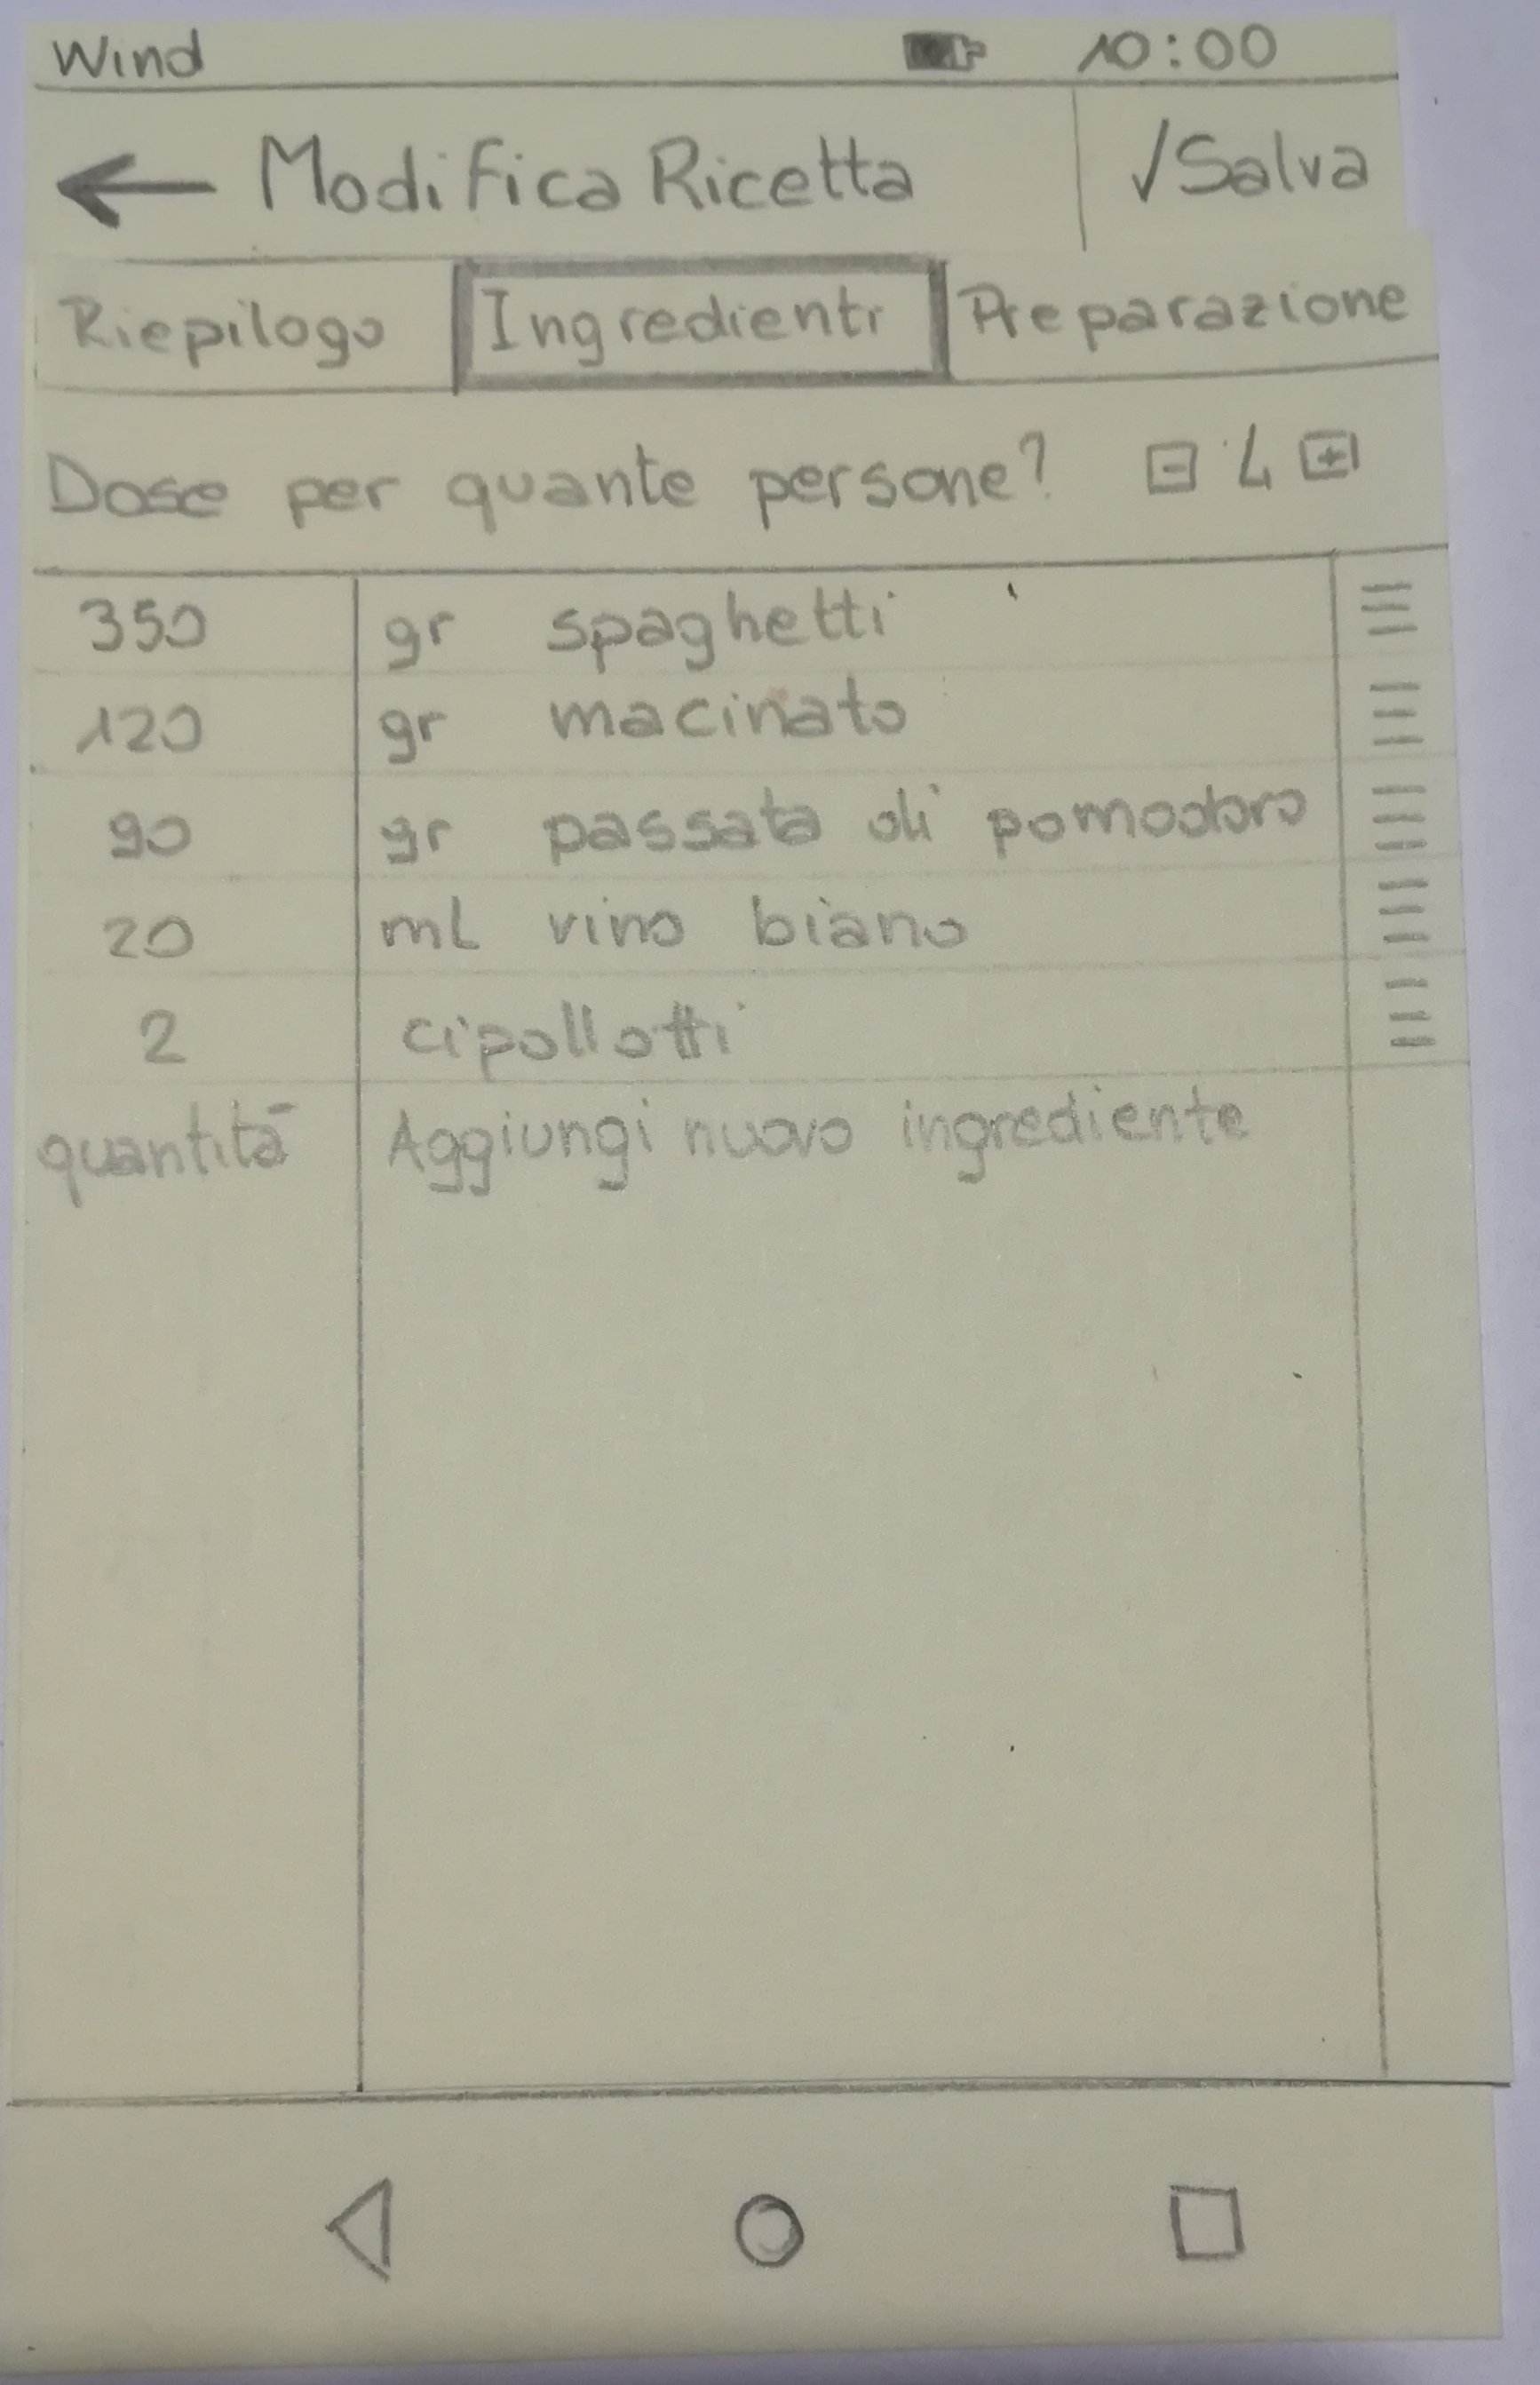 Wind 10:00
← Modifica Ricetta √ Salva
Riepilogo Ingredienti Preparazione
Dose per quante persone? - 4 +
350 gr spaghetti
120 gr macinato
90 gr passata di pomodoro
20 ml vino biano
2 cipollotti
quantità Aggiungi nuovo ingrediente